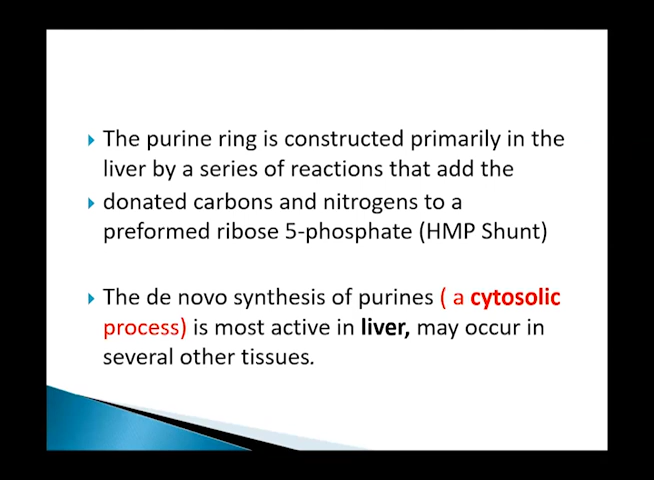 The purine ring is constructed primarily in the
liver by a series of reactions that add the
donated carbons and nitrogens to a
preformed ribose 5-phosphate (HMP Shunt)
The de novo synthesis of purines ( a cytosolic
process) is most active in liver, may occur in
several other tissues.